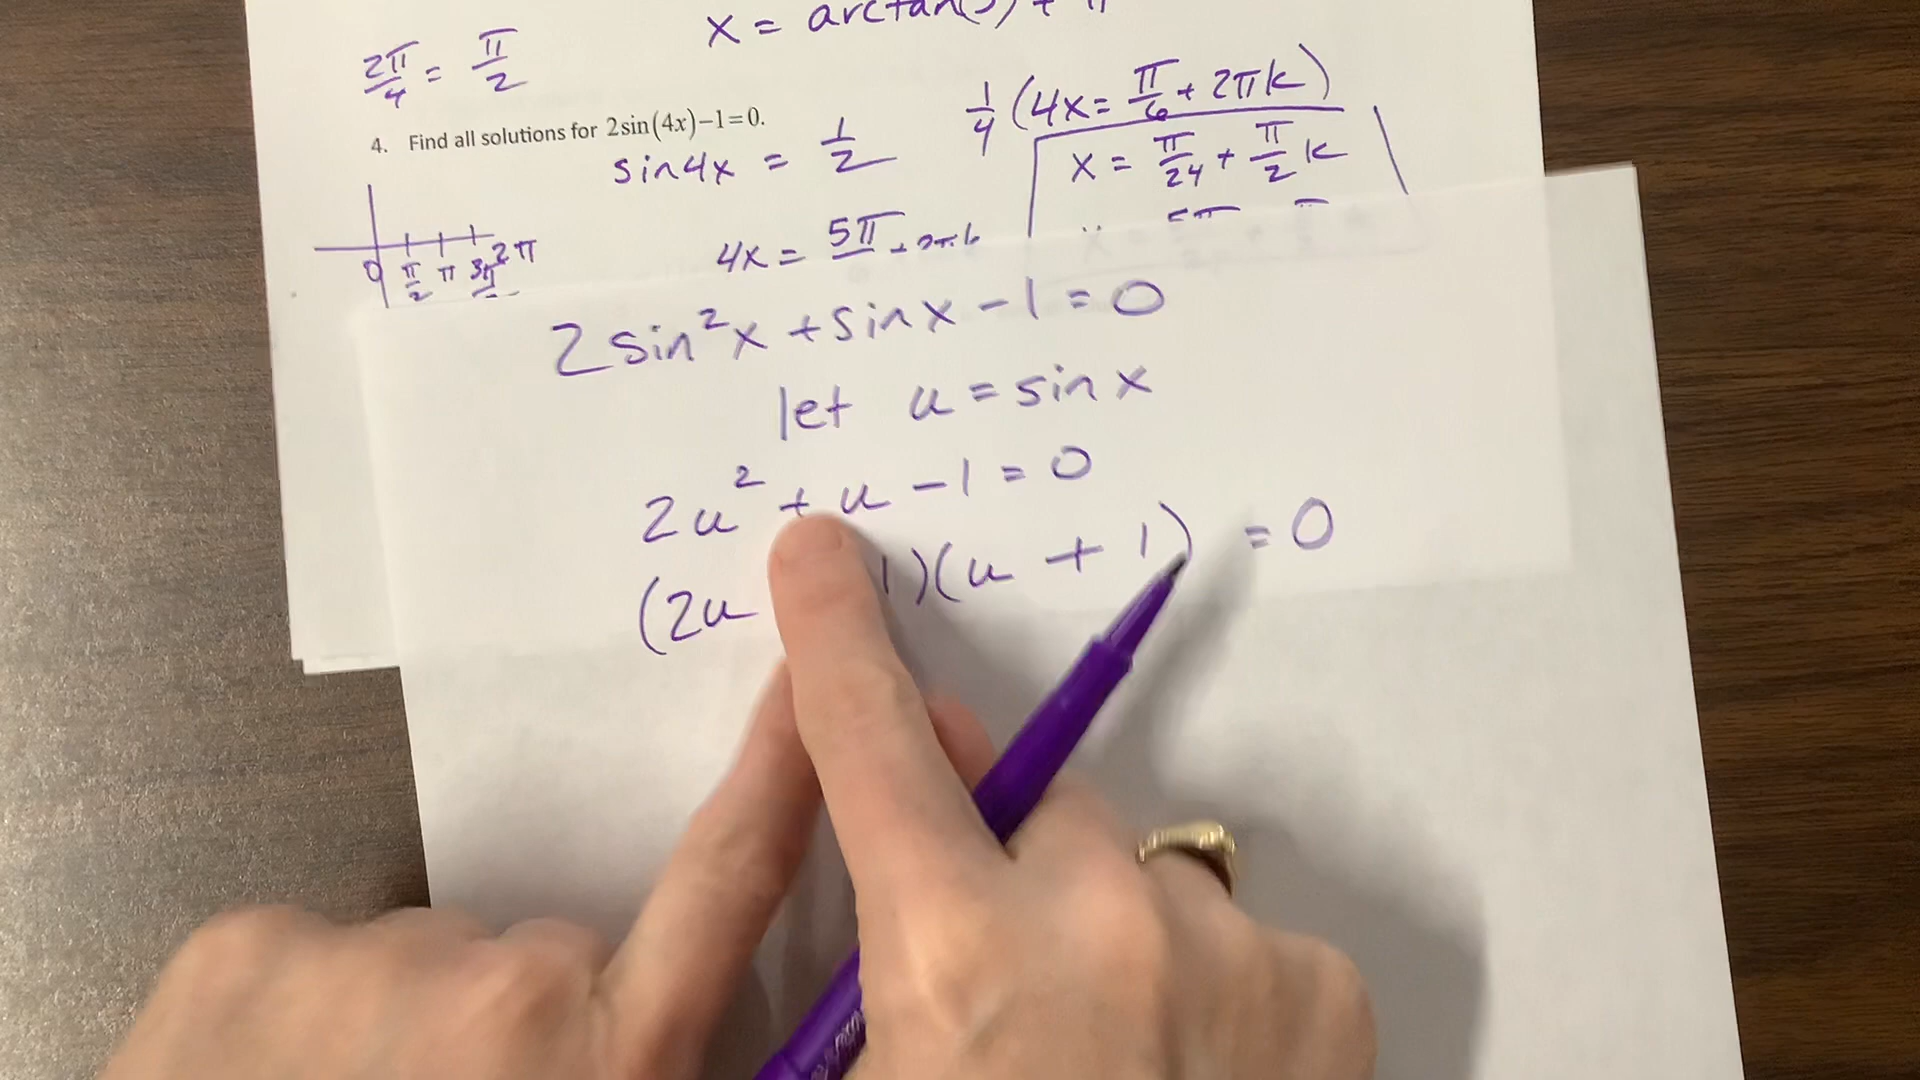 x = arctan(3) + π
2π/4 = π/2
1/4 (4x = π/6 + 2πk)
4. Find all solutions for 2sin(4x)−1=0.
sin4x = 1/2
x = π/24 + π/2 k
4x = 5π
0 π/2 π 3π 2π
2sin²x + sinx − 1 = 0
let u = sinx
2u² + u − 1 = 0
(2u 1)(u + 1) = 0